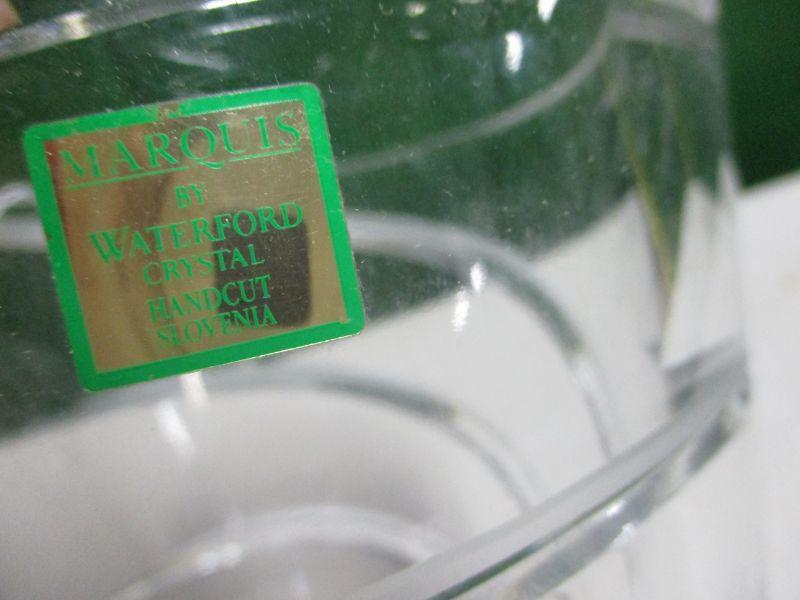 MARQUIS
BY
WATERFORD
CRYSTAL
HANDCUT
SLOVENIA